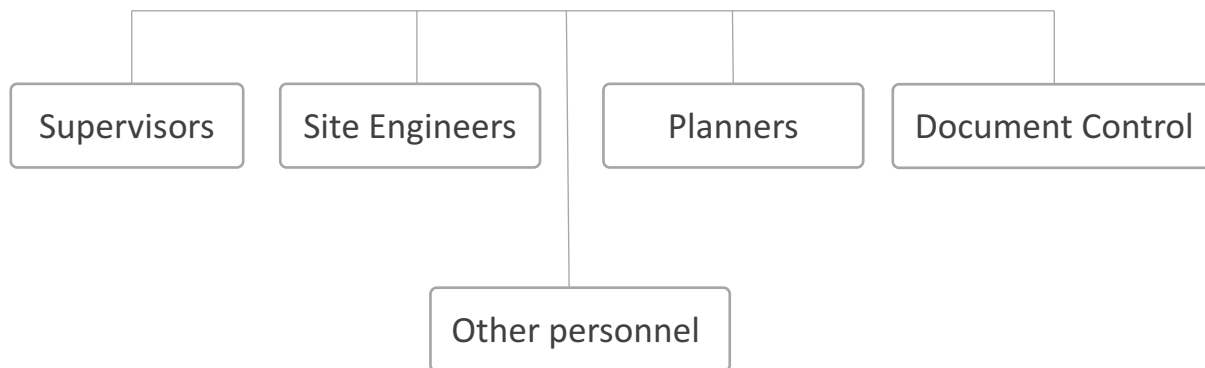 Supervisors
Site Engineers
Planners
Document Control
Other personnel